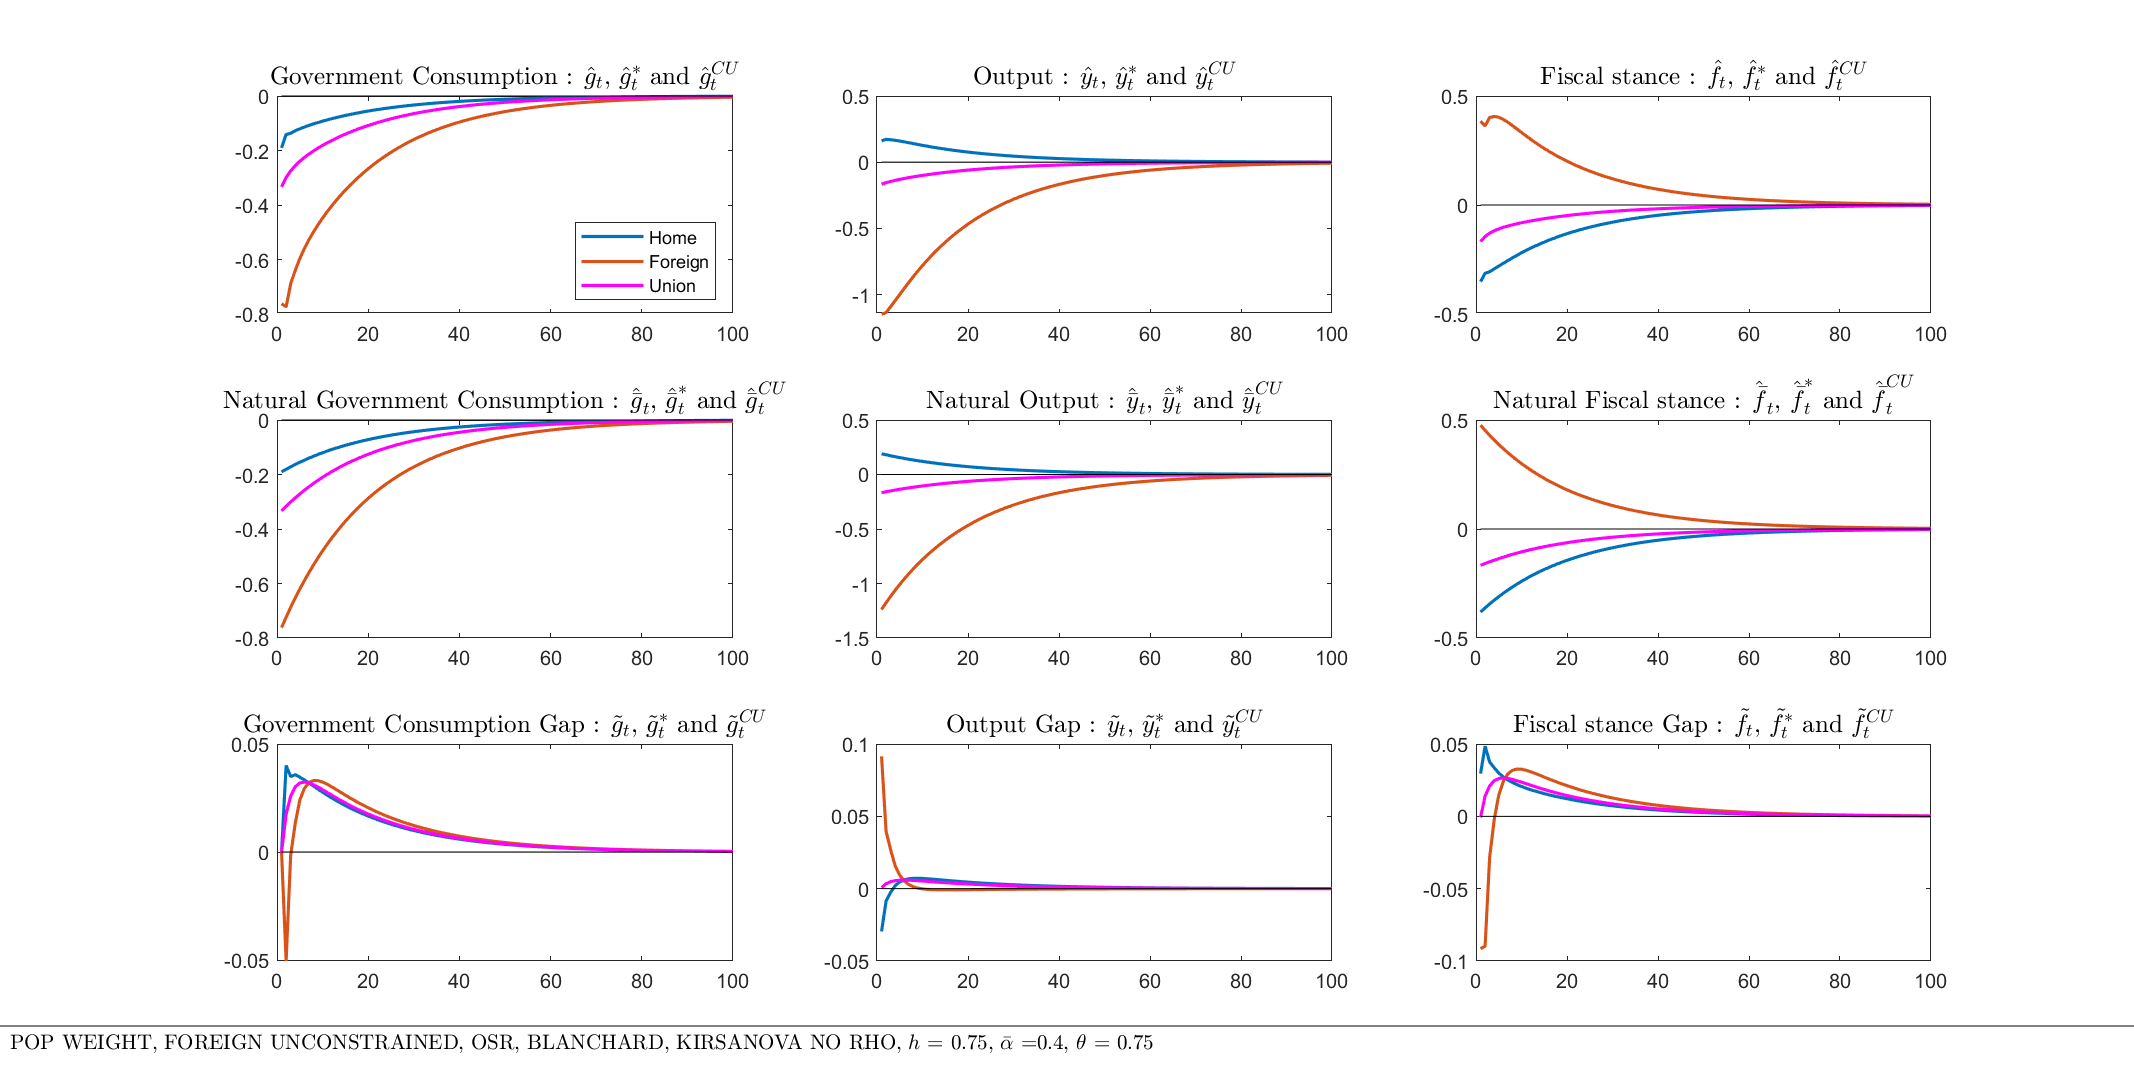 Government Consumption : ĝₜ, ĝₜ* and ĝₜᶜᵁ
Output : ŷₜ, ŷₜ* and ŷₜᶜᵁ
Fiscal stance : f̂ₜ, f̂ₜ* and f̂ₜᶜᵁ
0
-0.2
-0.4
-0.6
-0.8
0 20 40 60 80 100
Home
Foreign
Union
0.5
0
-0.5
-1
0 20 40 60 80 100
0.5
0
-0.5
0 20 40 60 80 100
Natural Government Consumption : ḡ̂ₜ, ḡ̂ₜ* and ḡ̂ₜᶜᵁ
Natural Output : ȳ̂ₜ, ȳ̂ₜ* and ȳ̂ₜᶜᵁ
Natural Fiscal stance : f̄̂ₜ, f̄̂ₜ* and f̄̂ₜᶜᵁ
0
-0.2
-0.4
-0.6
-0.8
0 20 40 60 80 100
0.5
0
-0.5
-1
-1.5
0 20 40 60 80 100
0.5
0
-0.5
0 20 40 60 80 100
Government Consumption Gap : g̃ₜ, g̃ₜ* and g̃ₜᶜᵁ
Output Gap : ỹₜ, ỹₜ* and ỹₜᶜᵁ
Fiscal stance Gap : f̃ₜ, f̃ₜ* and f̃ₜᶜᵁ
0.05
0
-0.05
0 20 40 60 80 100
0.1
0.05
0
-0.05
0 20 40 60 80 100
0.05
0
-0.05
-0.1
0 20 40 60 80 100
POP WEIGHT, FOREIGN UNCONSTRAINED, OSR, BLANCHARD, KIRSANOVA NO RHO, h = 0.75, ᾱ =0.4, θ = 0.75